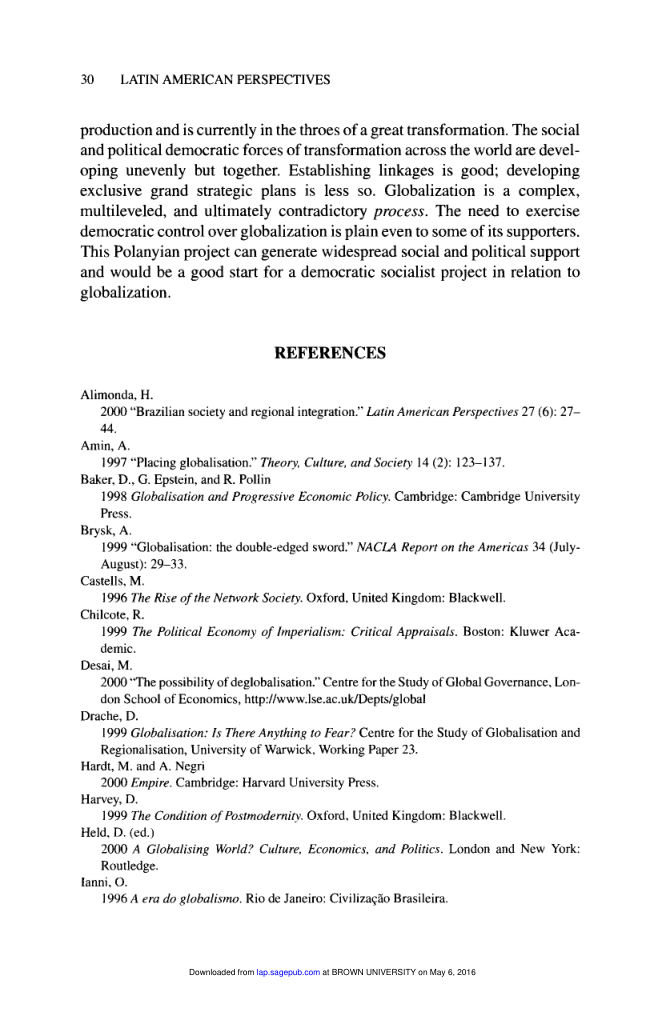 30 LATIN AMERICAN PERSPECTIVES
production and is currently in the throes of a great transformation. The social
and political democratic forces of transformation across the world are devel-
oping unevenly but together. Establishing linkages is good; developing
exclusive grand strategic plans is less so. Globalization is a complex,
multileveled, and ultimately contradictory process. The need to exercise
democratic control over globalization is plain even to some of its supporters.
This Polanyian project can generate widespread social and political support
and would be a good start for a democratic socialist project in relation to
globalization.
REFERENCES
Alimonda, H.
2000 “Brazilian society and regional integration.” Latin American Perspectives 27 (6): 27–
44.
Amin, A.
1997 “Placing globalisation.” Theory, Culture, and Society 14 (2): 123–137.
Baker, D., G. Epstein, and R. Pollin
1998 Globalisation and Progressive Economic Policy. Cambridge: Cambridge University
Press.
Brysk, A.
1999 “Globalisation: the double-edged sword.” NACLA Report on the Americas 34 (July-
August): 29–33.
Castells, M.
1996 The Rise of the Network Society. Oxford, United Kingdom: Blackwell.
Chilcote, R.
1999 The Political Economy of Imperialism: Critical Appraisals. Boston: Kluwer Aca-
demic.
Desai, M.
2000 “The possibility of deglobalisation.” Centre for the Study of Global Governance, Lon-
don School of Economics, http://www.lse.ac.uk/Depts/global
Drache, D.
1999 Globalisation: Is There Anything to Fear? Centre for the Study of Globalisation and
Regionalisation, University of Warwick, Working Paper 23.
Hardt, M. and A. Negri
2000 Empire. Cambridge: Harvard University Press.
Harvey, D.
1999 The Condition of Postmodernity. Oxford, United Kingdom: Blackwell.
Held, D. (ed.)
2000 A Globalising World? Culture, Economics, and Politics. London and New York:
Routledge.
Ianni, O.
1996 A era do globalismo. Rio de Janeiro: Civilização Brasileira.
Downloaded from lap.sagepub.com at BROWN UNIVERSITY on May 6, 2016